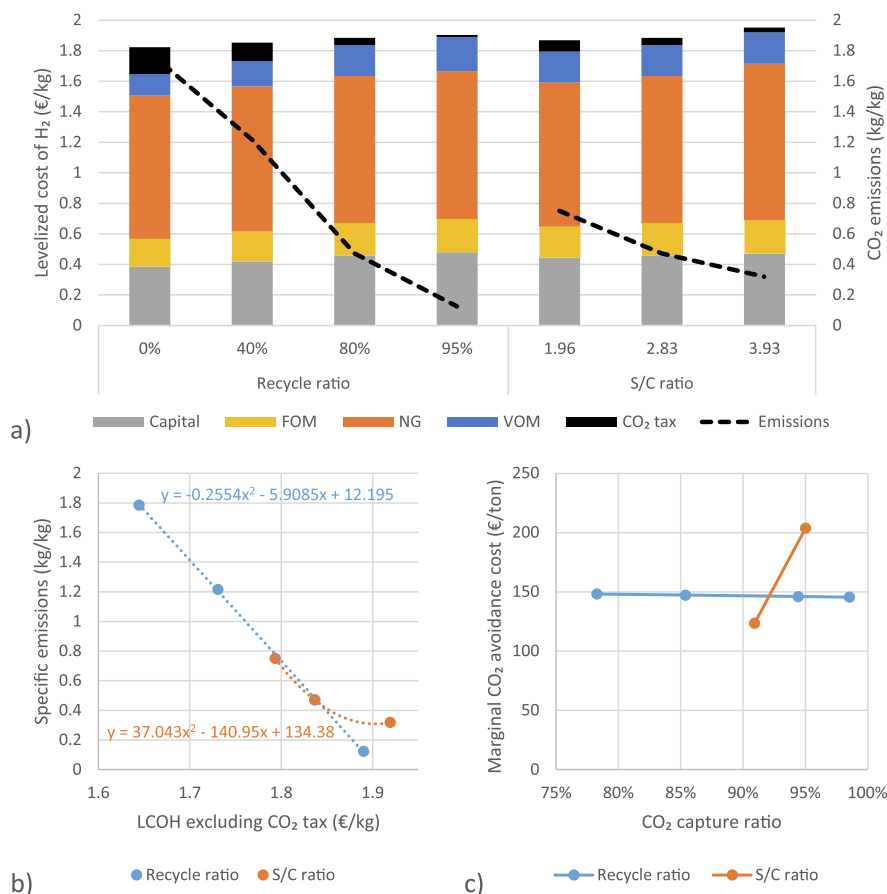 Levelized cost of H₂ (€/kg)
2
1.8
1.6
1.4
1.2
1
0.8
0.6
0.4
0.2
0
2
1.8
1.6
1.4
1.2
1
0.8
0.6
0.4
0.2
0
CO₂ emissions (kg/kg)
0% 40% 80% 95% 1.96 2.83 3.93
Recycle ratio S/C ratio
a)
Capital FOM NG VOM CO₂ tax Emissions
Specific emissions (kg/kg)
2
1.8
1.6
1.4
1.2
1
0.8
0.6
0.4
0.2
0
y = -0.2554x² - 5.9085x + 12.195
y = 37.043x² - 140.95x + 134.38
1.6 1.7 1.8 1.9
LCOH excluding CO₂ tax (€/kg)
b)
Recycle ratio S/C ratio
Marginal CO₂ avoidance cost (€/ton)
250
200
150
100
50
0
75% 80% 85% 90% 95% 100%
CO₂ capture ratio
c)
Recycle ratio S/C ratio